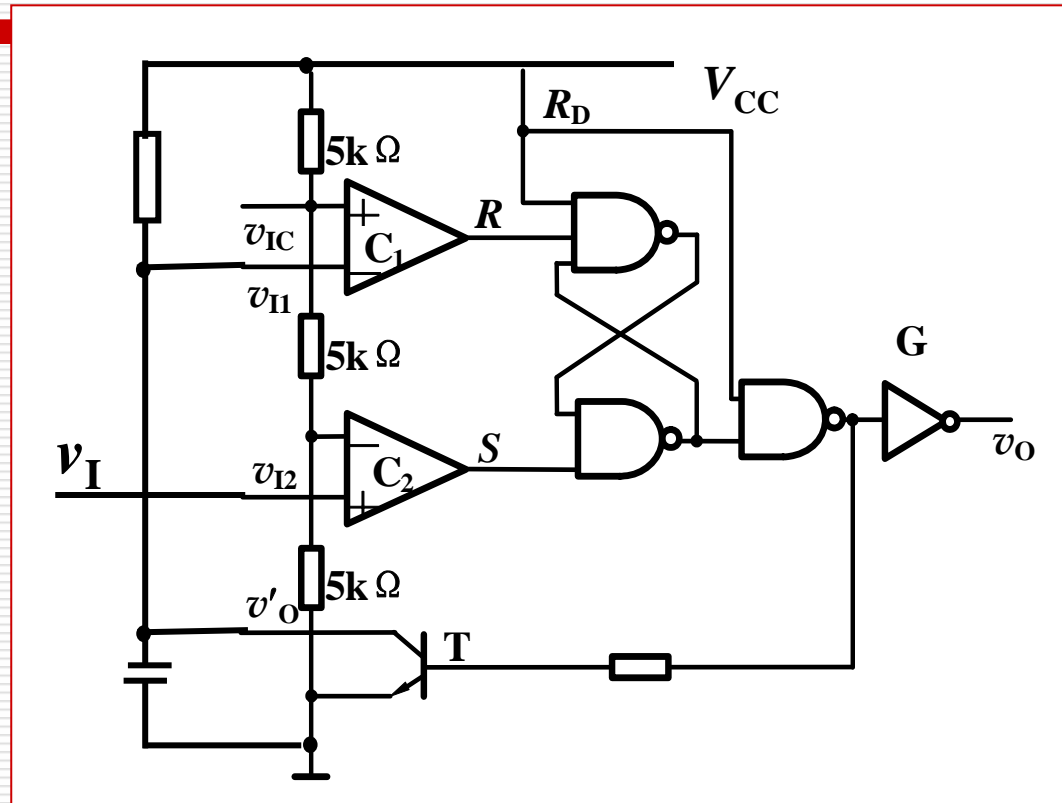 V_CC
R_D
5k Ω
R
v_IC
+
C_1
−
v_I1
5k Ω
G
v_I
−
S
v_I2
C_2
+
v_O
5k Ω
v'_O
T